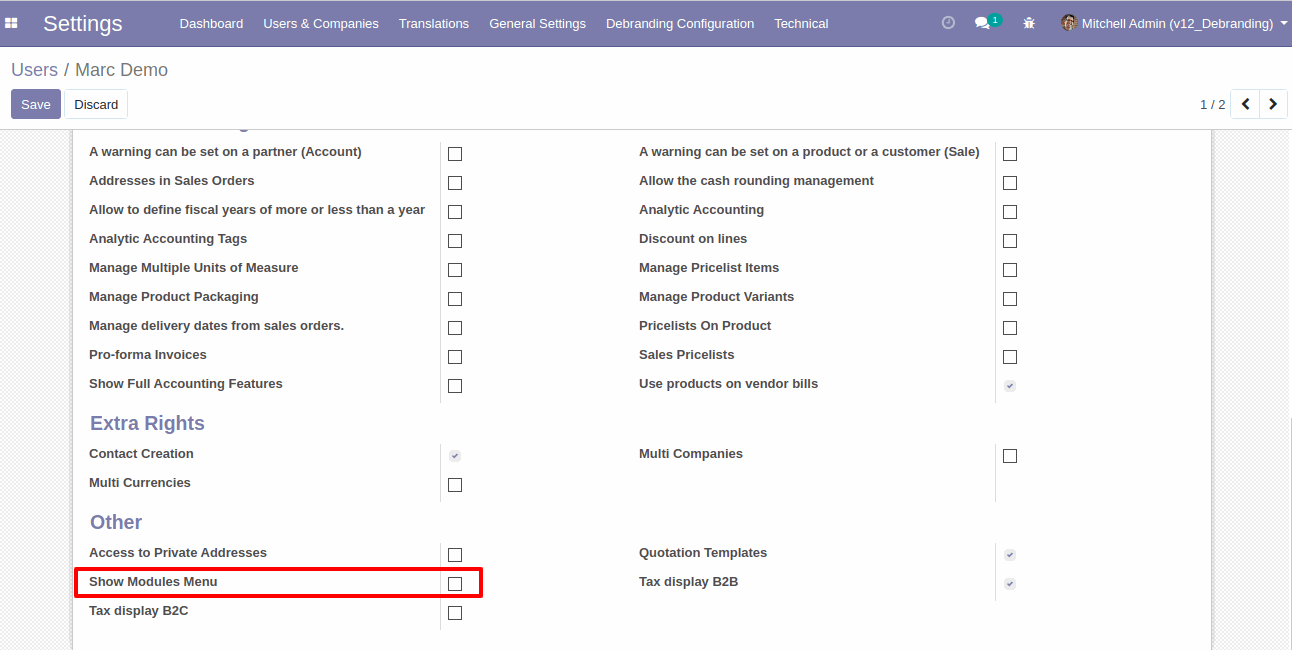 Settings Dashboard Users & Companies Translations General Settings Debranding Configuration Technical 1 Mitchell Admin (v12_Debranding)
Users / Marc Demo
Save Discard 1 / 2
A warning can be set on a partner (Account) A warning can be set on a product or a customer (Sale)
Addresses in Sales Orders Allow the cash rounding management
Allow to define fiscal years of more or less than a year Analytic Accounting
Analytic Accounting Tags Discount on lines
Manage Multiple Units of Measure Manage Pricelist Items
Manage Product Packaging Manage Product Variants
Manage delivery dates from sales orders. Pricelists On Product
Pro-forma Invoices Sales Pricelists
Show Full Accounting Features Use products on vendor bills
Extra Rights
Contact Creation Multi Companies
Multi Currencies
Other
Access to Private Addresses Quotation Templates
Show Modules Menu Tax display B2B
Tax display B2C